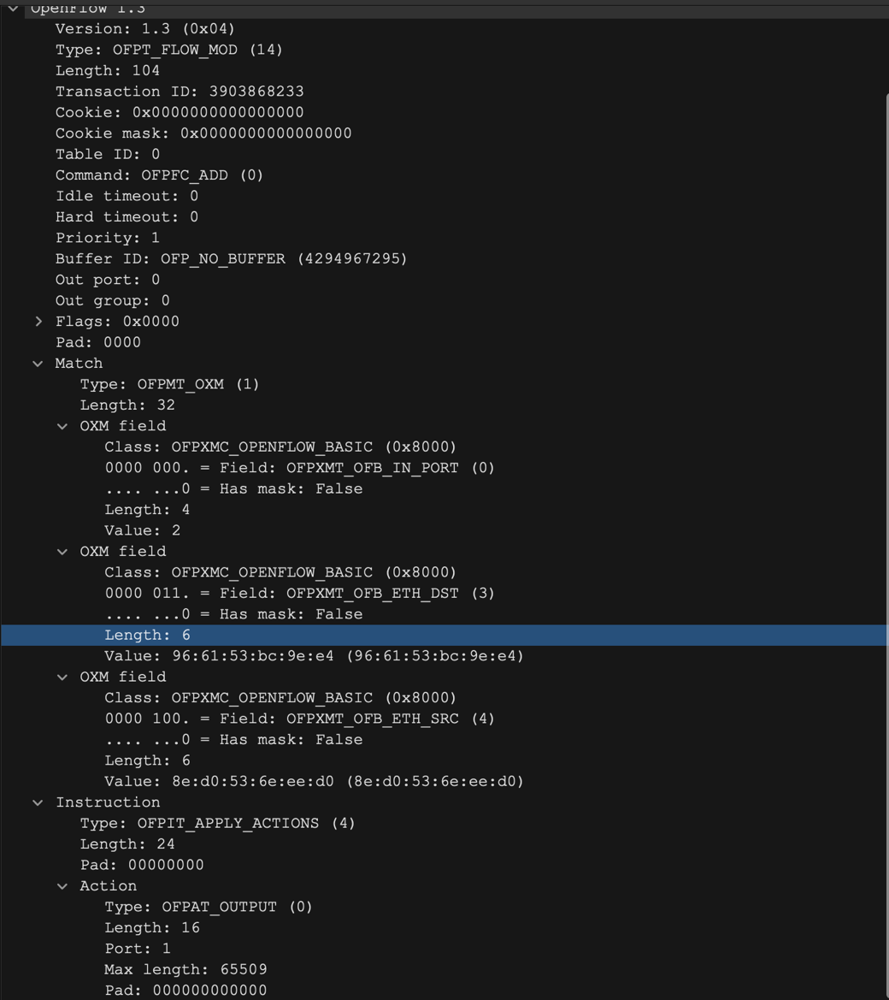 OpenFlow 1.3
Version: 1.3 (0x04)
Type: OFPT_FLOW_MOD (14)
Length: 104
Transaction ID: 3903868233
Cookie: 0x0000000000000000
Cookie mask: 0x0000000000000000
Table ID: 0
Command: OFPFC_ADD (0)
Idle timeout: 0
Hard timeout: 0
Priority: 1
Buffer ID: OFP_NO_BUFFER (4294967295)
Out port: 0
Out group: 0
Flags: 0x0000
Pad: 0000
Match
Type: OFPMT_OXM (1)
Length: 32
OXM field
Class: OFPXMC_OPENFLOW_BASIC (0x8000)
0000 000. = Field: OFPXMT_OFB_IN_PORT (0)
.... ...0 = Has mask: False
Length: 4
Value: 2
OXM field
Class: OFPXMC_OPENFLOW_BASIC (0x8000)
0000 011. = Field: OFPXMT_OFB_ETH_DST (3)
.... ...0 = Has mask: False
Length: 6
Value: 96:61:53:bc:9e:e4 (96:61:53:bc:9e:e4)
OXM field
Class: OFPXMC_OPENFLOW_BASIC (0x8000)
0000 100. = Field: OFPXMT_OFB_ETH_SRC (4)
.... ...0 = Has mask: False
Length: 6
Value: 8e:d0:53:6e:ee:d0 (8e:d0:53:6e:ee:d0)
Instruction
Type: OFPIT_APPLY_ACTIONS (4)
Length: 24
Pad: 00000000
Action
Type: OFPAT_OUTPUT (0)
Length: 16
Port: 1
Max length: 65509
Pad: 000000000000